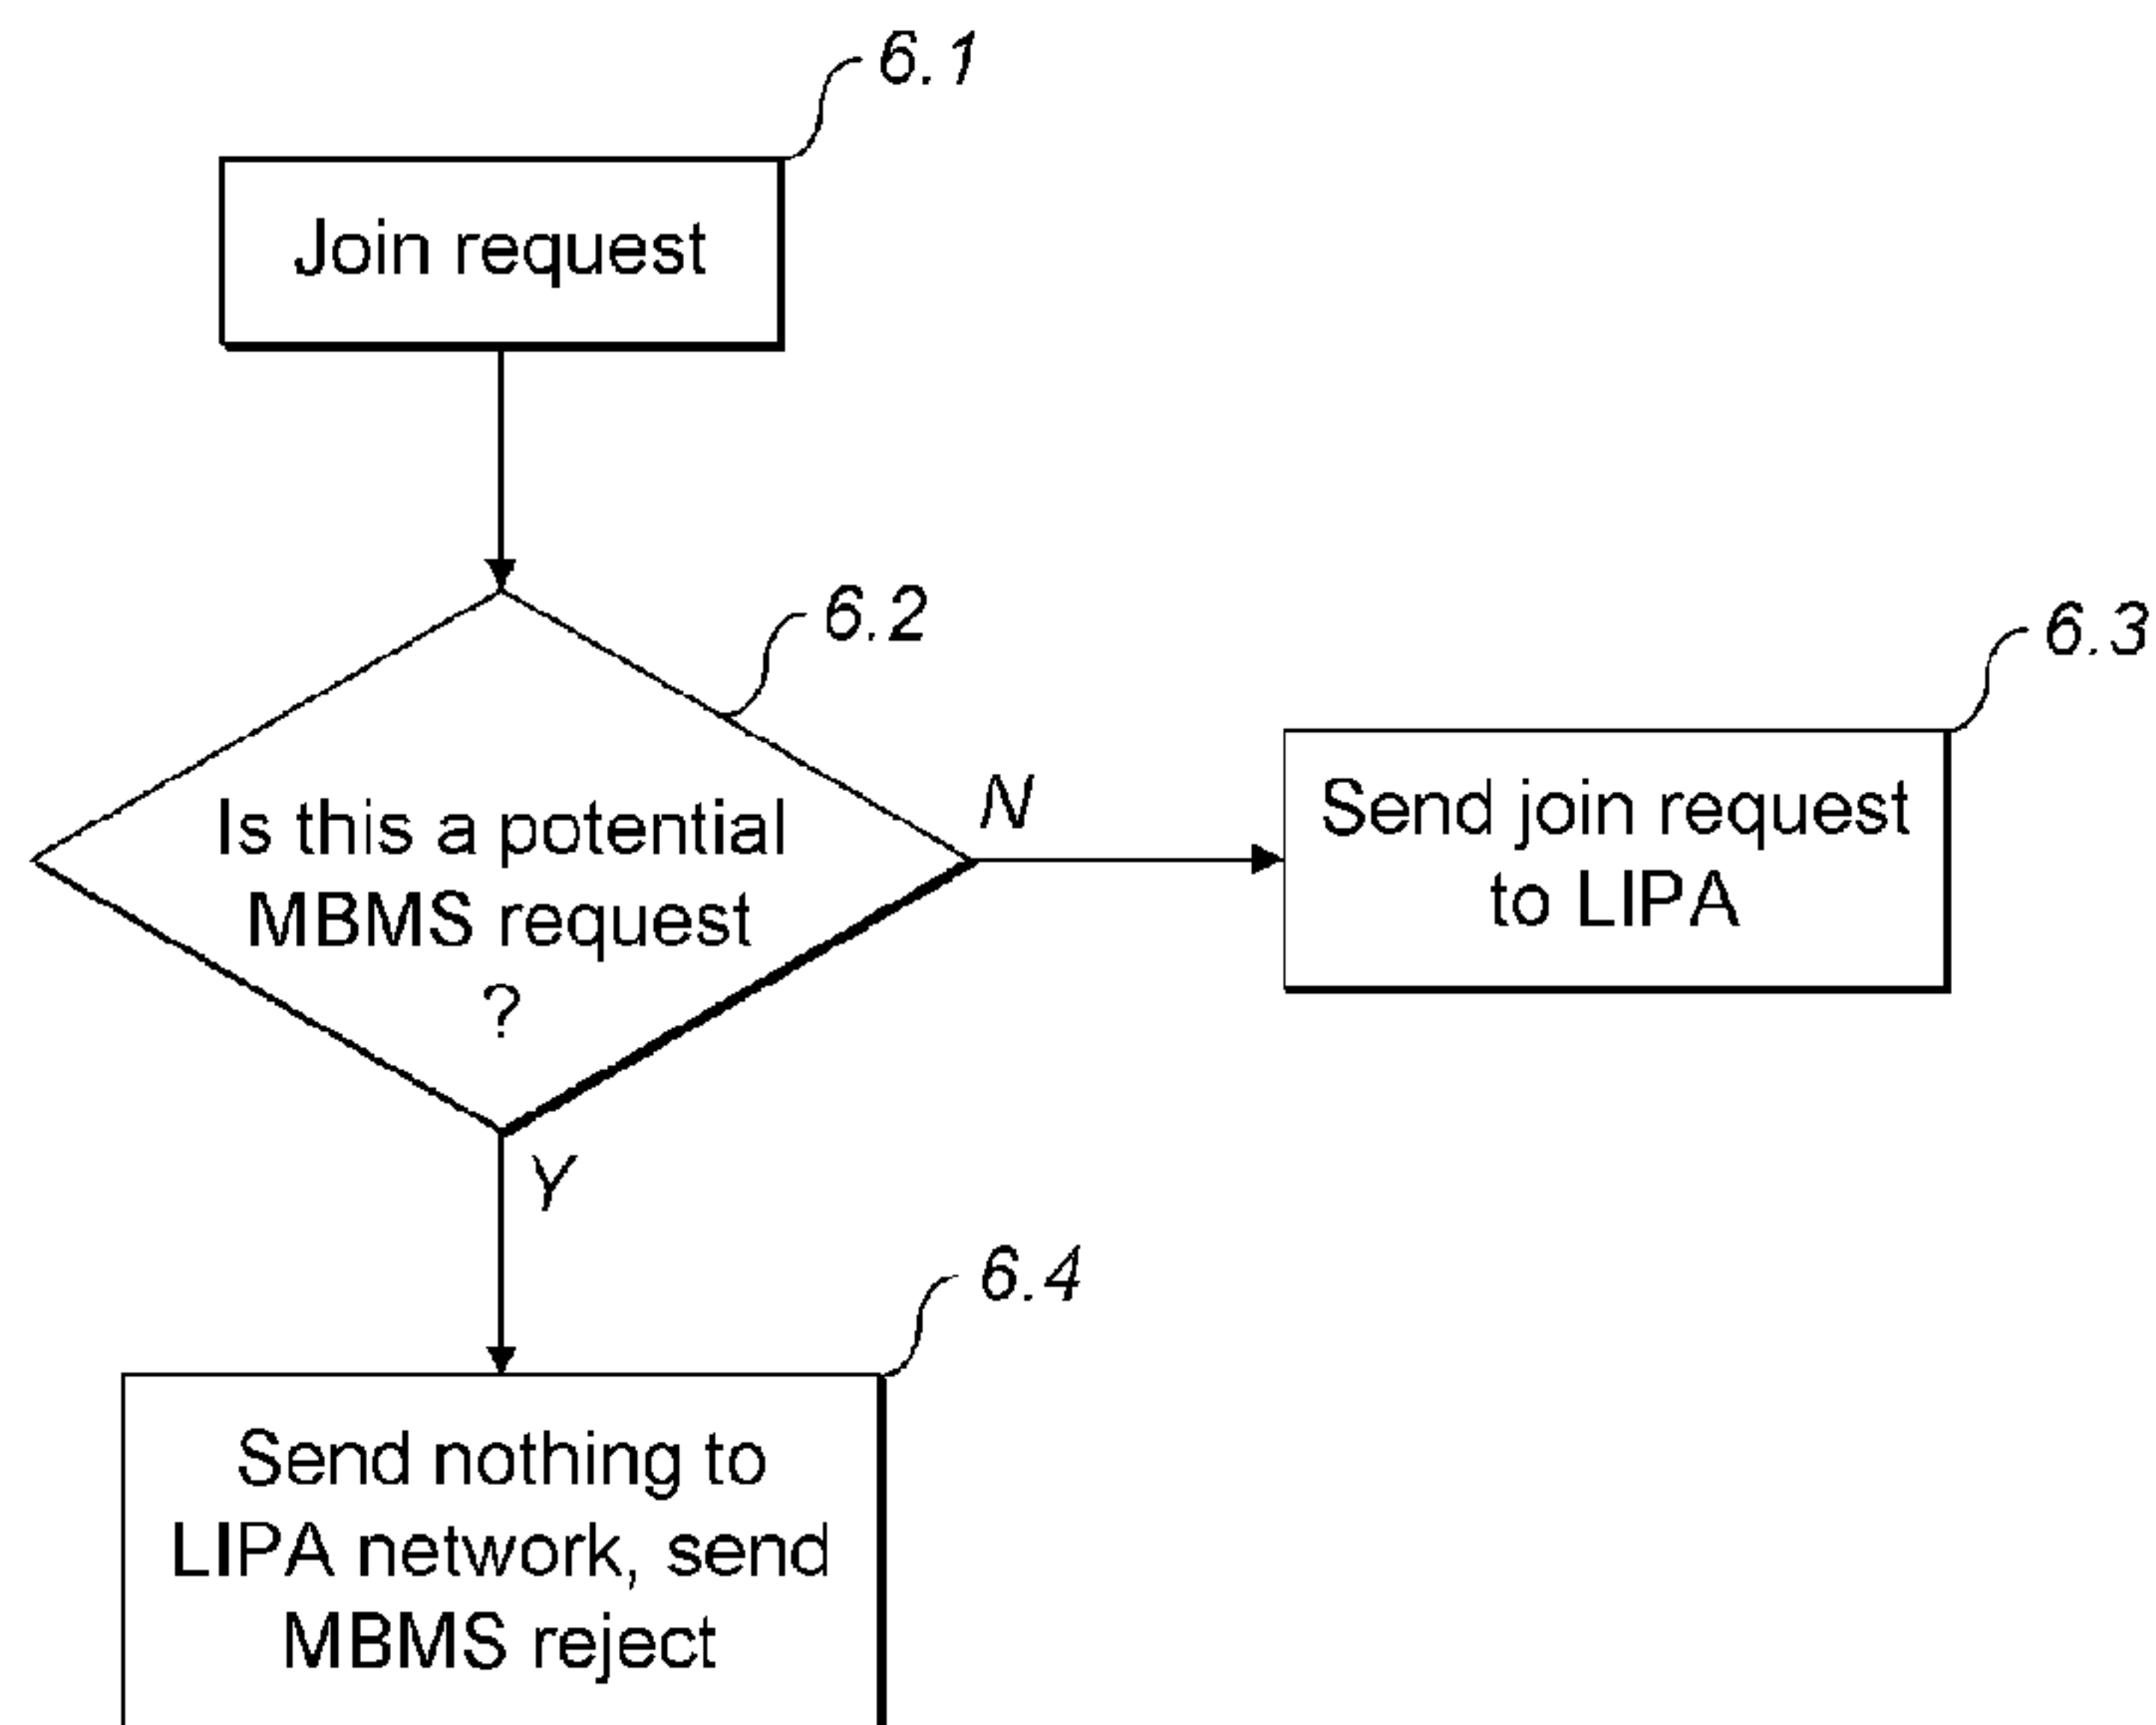 6.1
Join request
6.2
Is this a potential
MBMS request
?
N
6.3
Send join request
to LIPA
Y
6.4
Send nothing to
LIPA network, send
MBMS reject